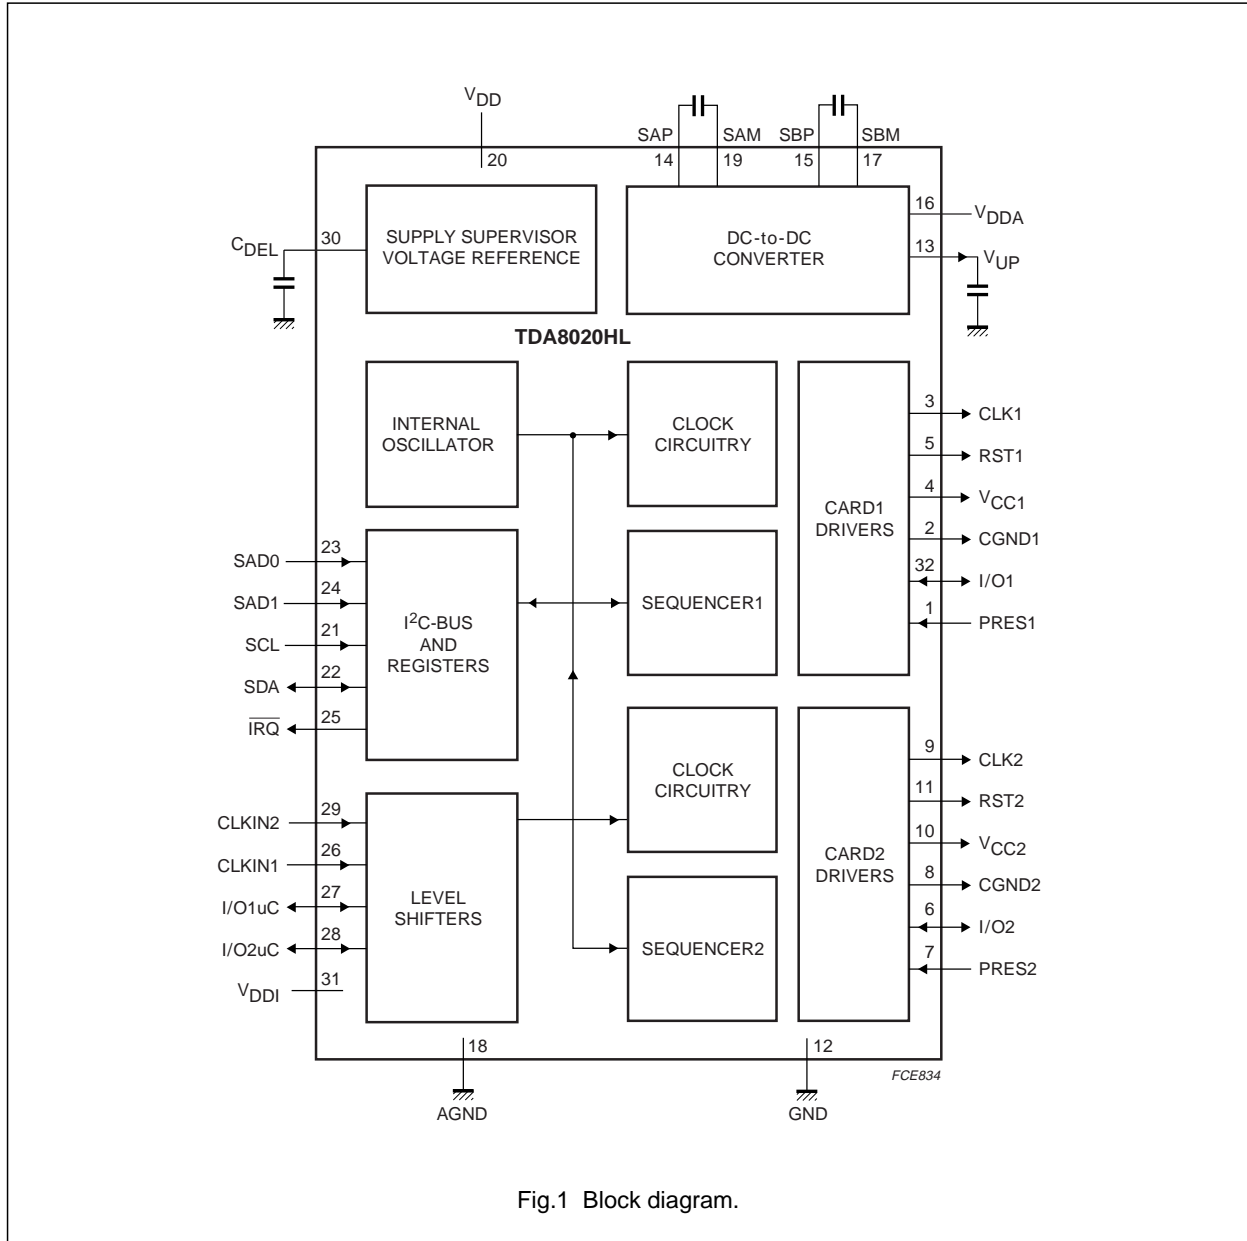 VDD
SAP SAM SBP SBM
20 14 19 15 17
16 VDDA
CDEL 30
SUPPLY SUPERVISOR
VOLTAGE REFERENCE
DC-to-DC
CONVERTER
13 VUP
TDA8020HL
INTERNAL
OSCILLATOR
CLOCK
CIRCUITRY
3 CLK1
5 RST1
4 VCC1
CARD1
DRIVERS
2 CGND1
32 I/O1
1 PRES1
SAD0 23
SAD1 24
SCL 21
SDA 22
IRQ 25
I2C-BUS
AND
REGISTERS
SEQUENCER1
CLOCK
CIRCUITRY
9 CLK2
11 RST2
10 VCC2
CARD2
DRIVERS
8 CGND2
6 I/O2
7 PRES2
CLKIN2 29
CLKIN1 26
I/O1uC 27
I/O2uC 28
VDDI 31
LEVEL
SHIFTERS
SEQUENCER2
18 12
FCE834
AGND GND
Fig.1 Block diagram.